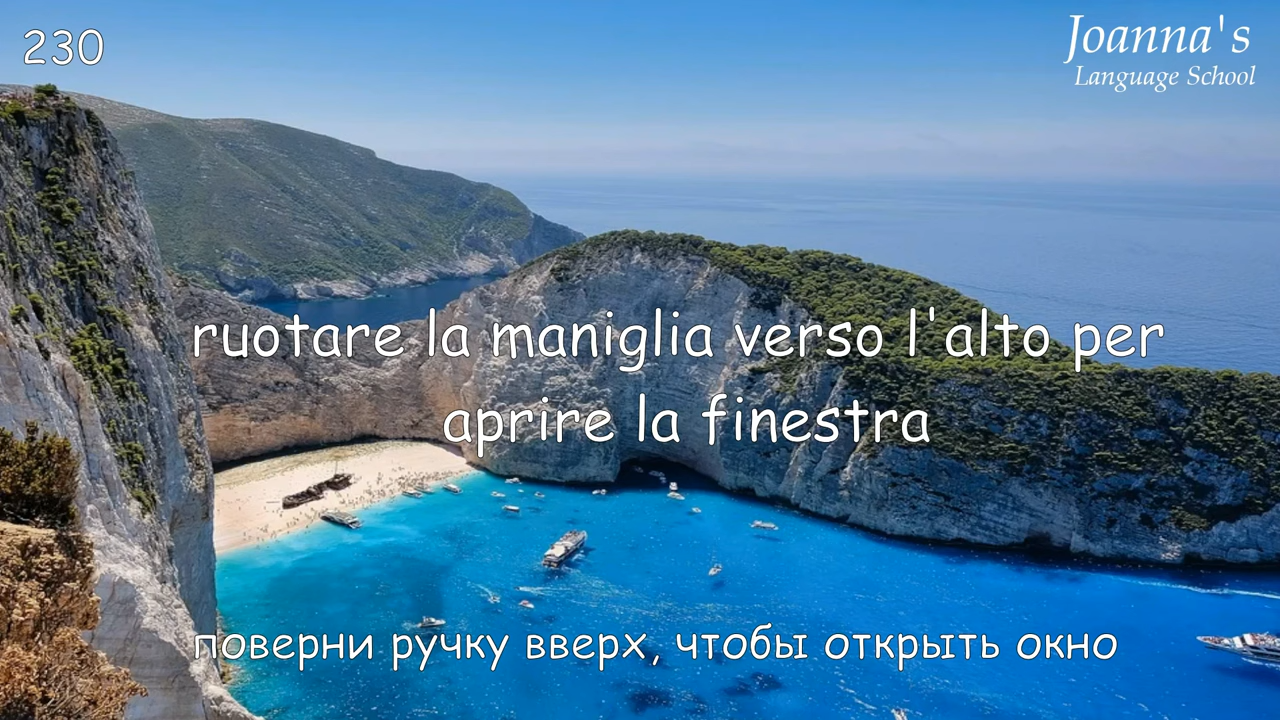 230
Joanna's
Language School
ruotare la maniglia verso l'alto per
aprire la finestra
поверни ручку вверх, чтобы открыть окно